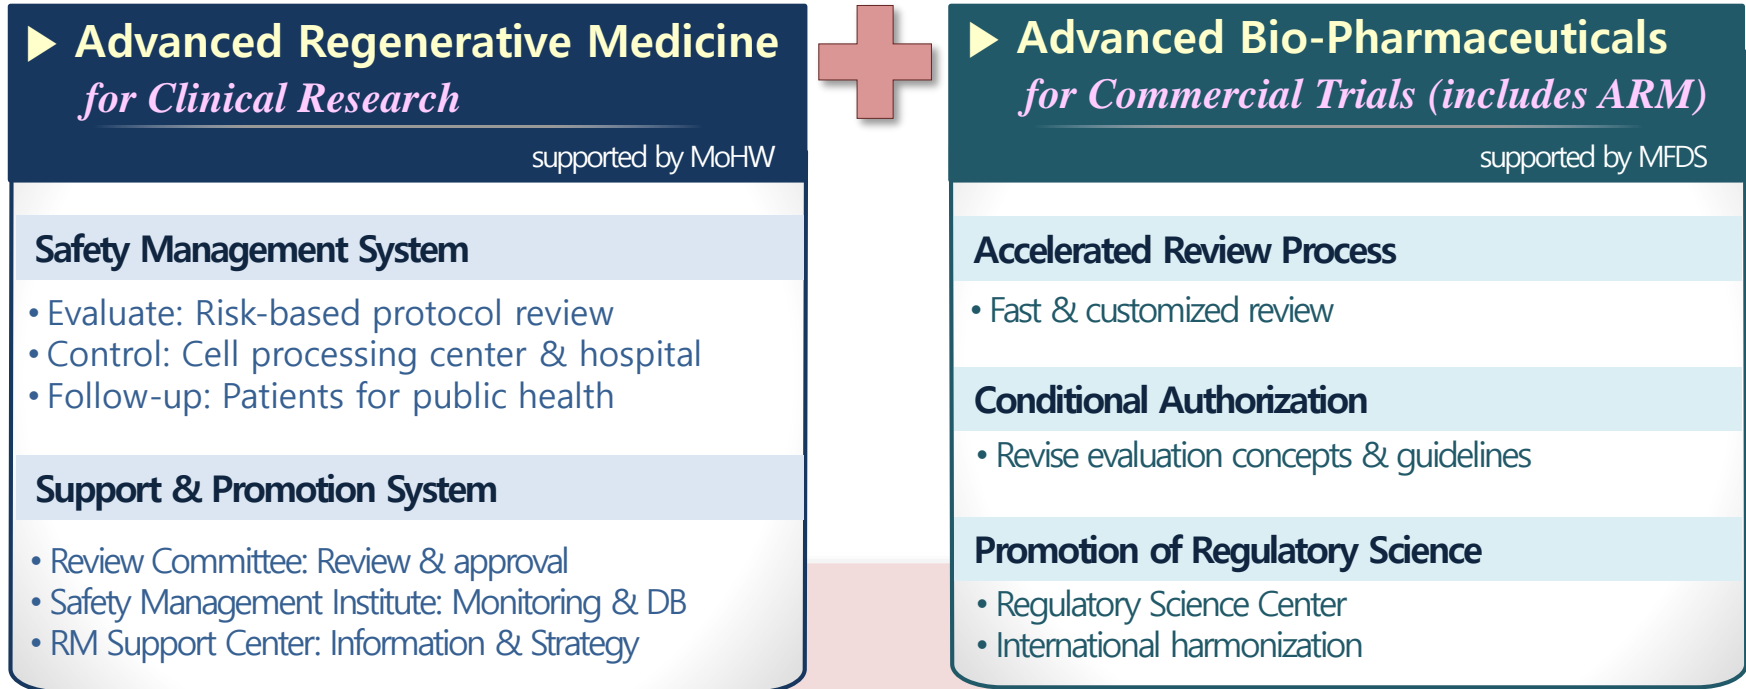 ▶ Advanced Regenerative Medicine
for Clinical Research
supported by MoHW
Safety Management System
• Evaluate: Risk-based protocol review
• Control: Cell processing center & hospital
• Follow-up: Patients for public health
Support & Promotion System
• Review Committee: Review & approval
• Safety Management Institute: Monitoring & DB
• RM Support Center: Information & Strategy
▶ Advanced Bio-Pharmaceuticals
for Commercial Trials (includes ARM)
supported by MFDS
Accelerated Review Process
• Fast & customized review
Conditional Authorization
• Revise evaluation concepts & guidelines
Promotion of Regulatory Science
• Regulatory Science Center
• International harmonization